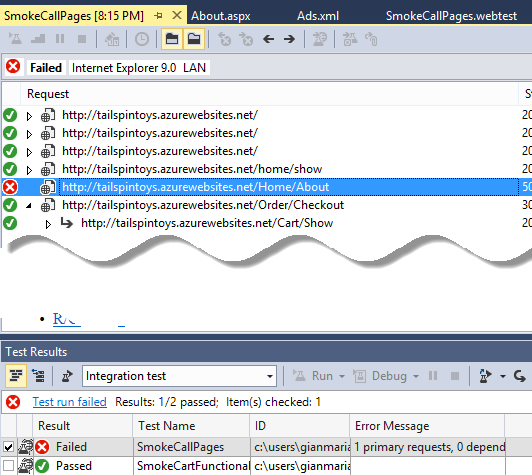 SmokeCallPages [8:15 PM]
About.aspx
Ads.xml
SmokeCallPages.webtest
Failed Internet Explorer 9.0 LAN
Request St
http://tailspintoys.azurewebsites.net/ 20
http://tailspintoys.azurewebsites.net/ 20
http://tailspintoys.azurewebsites.net/ 20
http://tailspintoys.azurewebsites.net/home/show 20
http://tailspintoys.azurewebsites.net/Home/About 50
http://tailspintoys.azurewebsites.net/Order/Checkout 30
http://tailspintoys.azurewebsites.net/Cart/Show 20
Test Results
Integration test Run Debug
Test run failed Results: 1/2 passed; Item(s) checked: 1
Result Test Name ID Error Message
Failed SmokeCallPages c:\users\gianmaria 1 primary requests, 0 depend
Passed SmokeCartFunctional c:\users\gianmaria